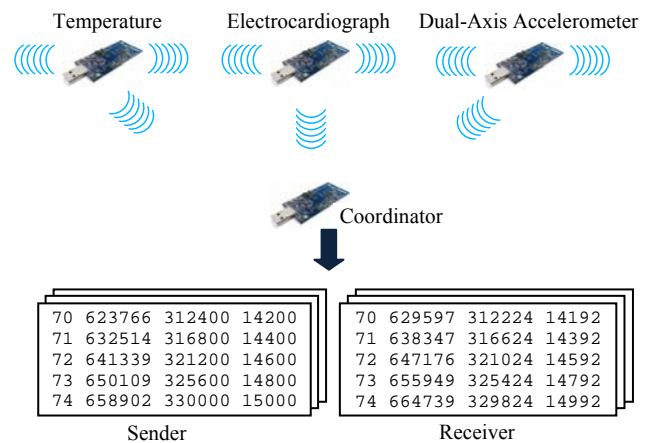 Temperature
Electrocardiograph
Dual-Axis Accelerometer
Coordinator
70 623766 312400 14200
71 632514 316800 14400
72 641339 321200 14600
73 650109 325600 14800
74 658902 330000 15000
70 629597 312224 14192
71 638347 316624 14392
72 647176 321024 14592
73 655949 325424 14792
74 664739 329824 14992
Sender
Receiver